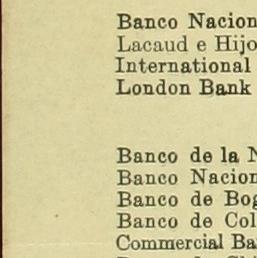 Banco Nacion
Lacaud e Hijo
International
London Bank
Banco de la N
Banco Nacion
Banco de Bog
Banco de Col
Commercial Ba